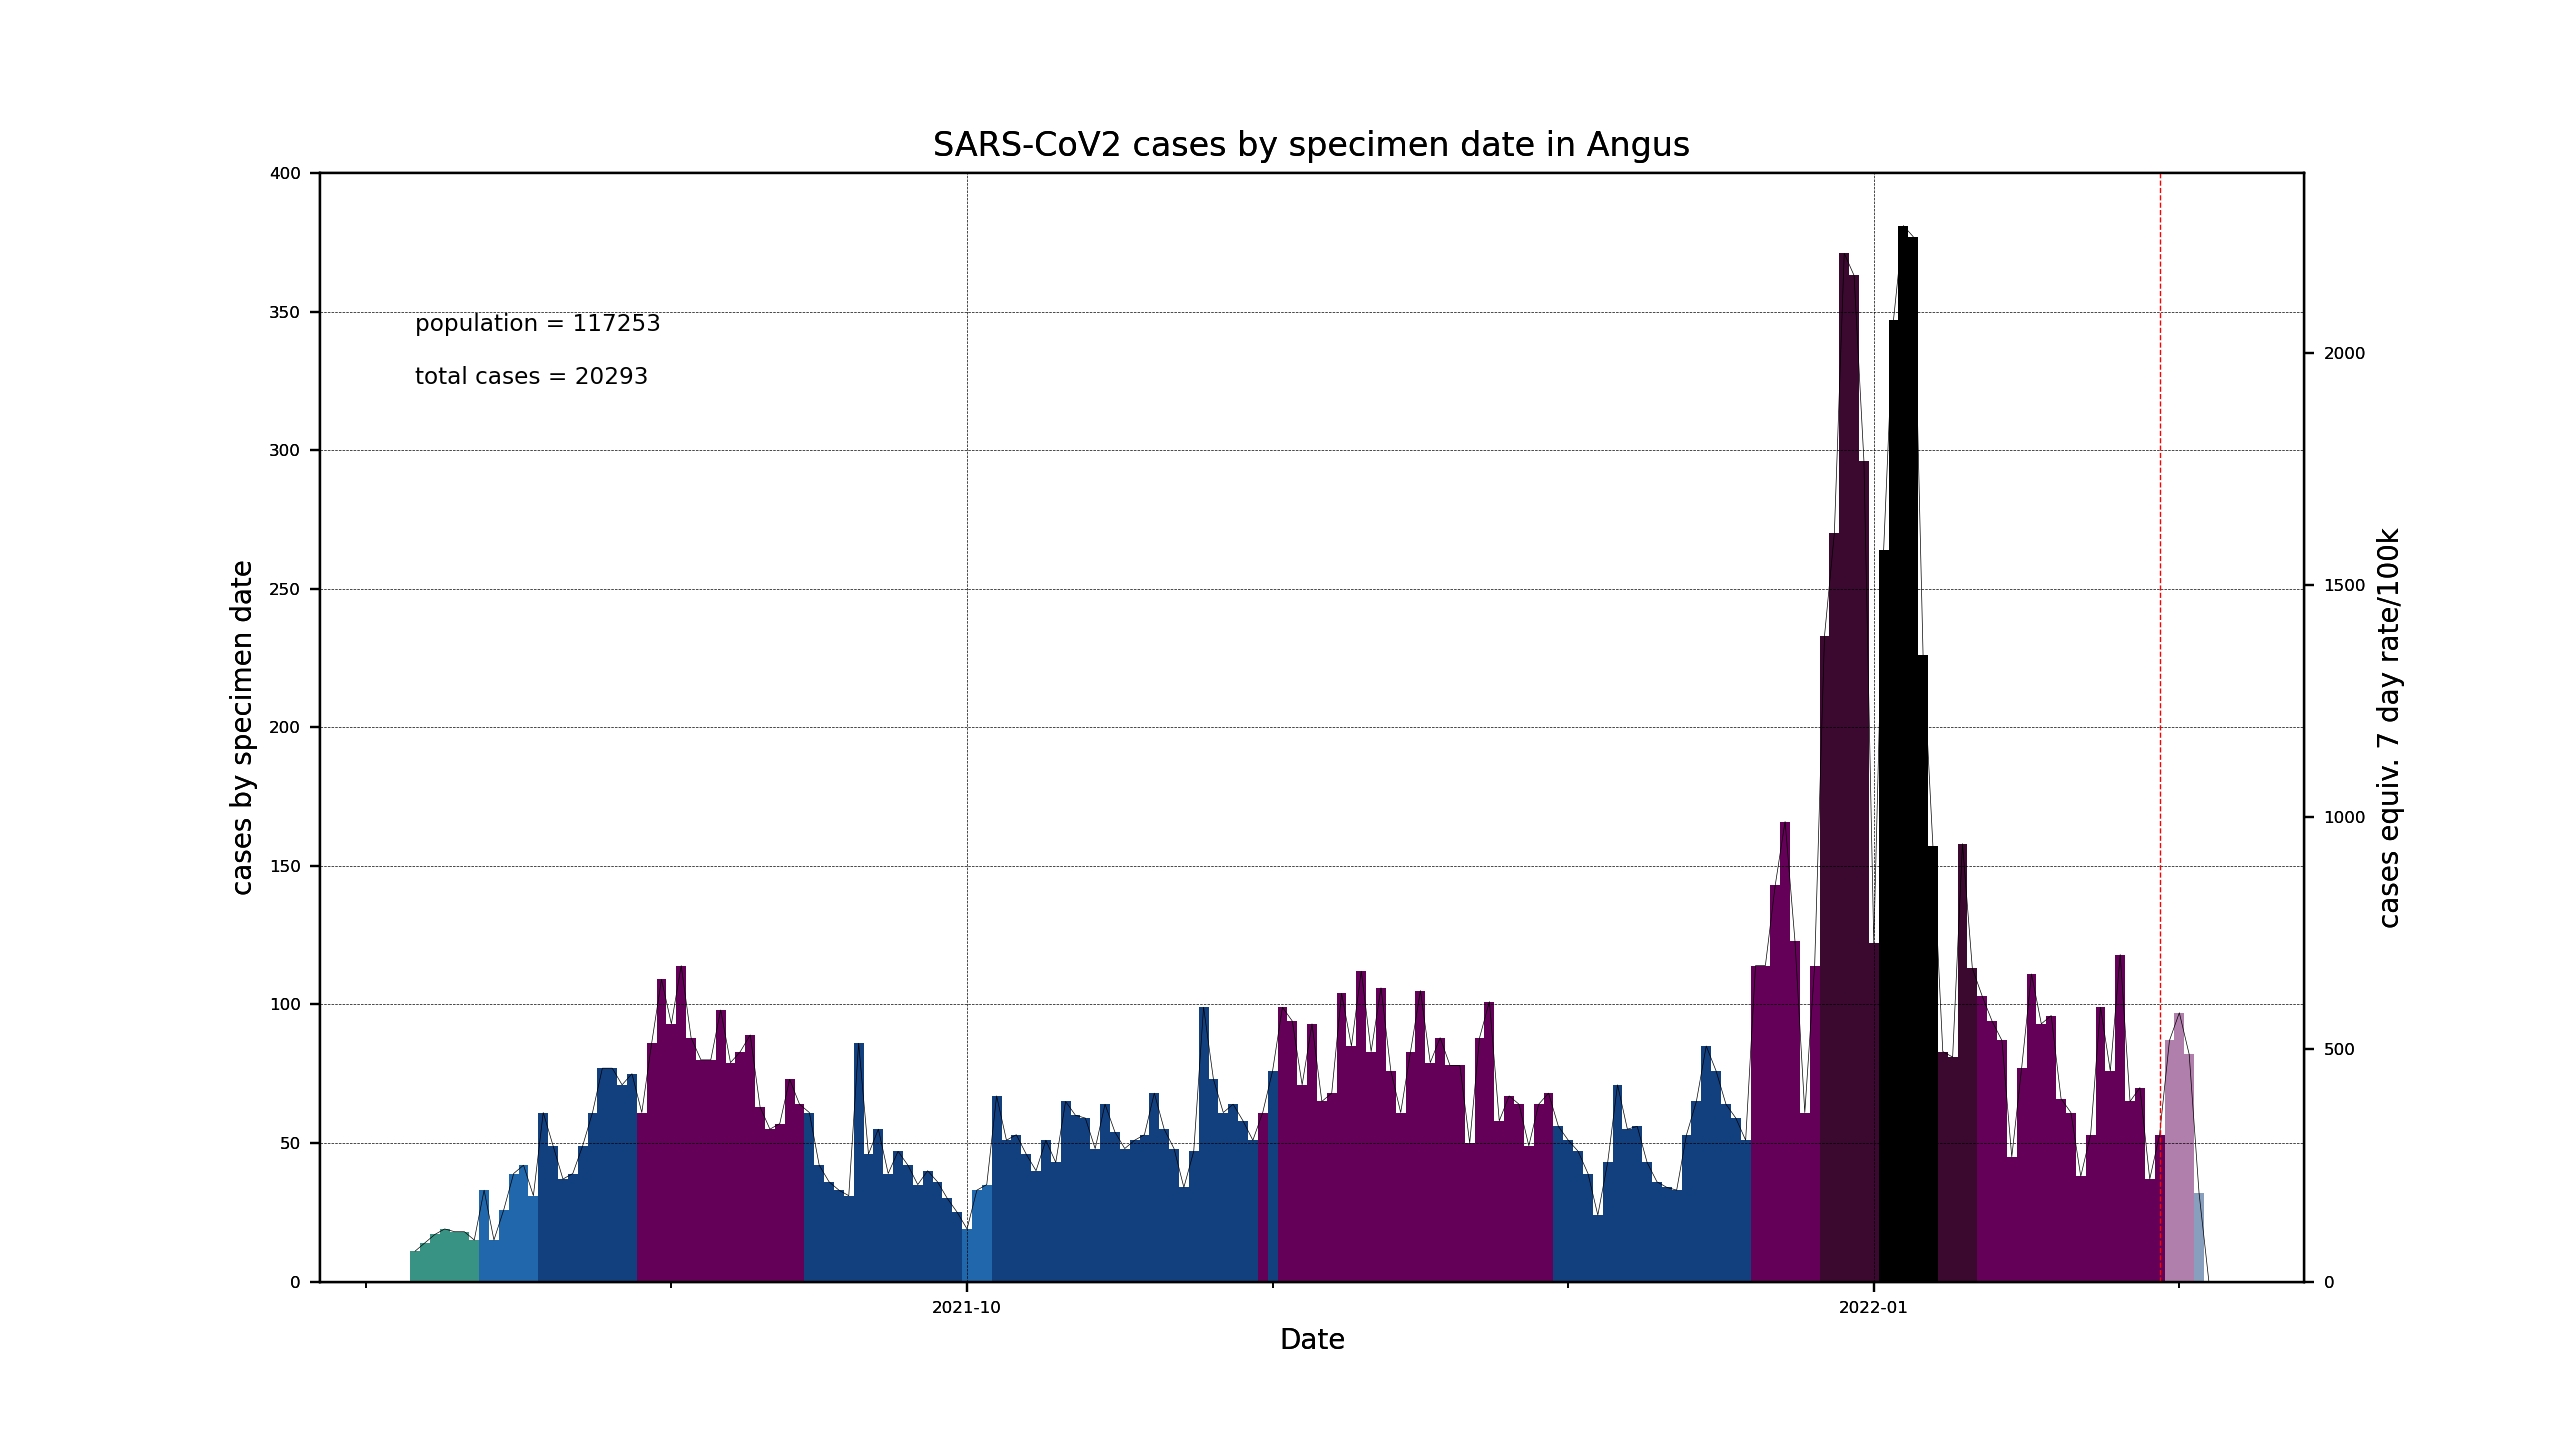 SARS-CoV2 cases by specimen date in Angus
400
350
300
250
200
150
100
50
0
cases by specimen date
population = 117253
total cases = 20293
2000
1500
1000
500
0
cases equiv. 7 day rate/100k
2021-10
2022-01
Date